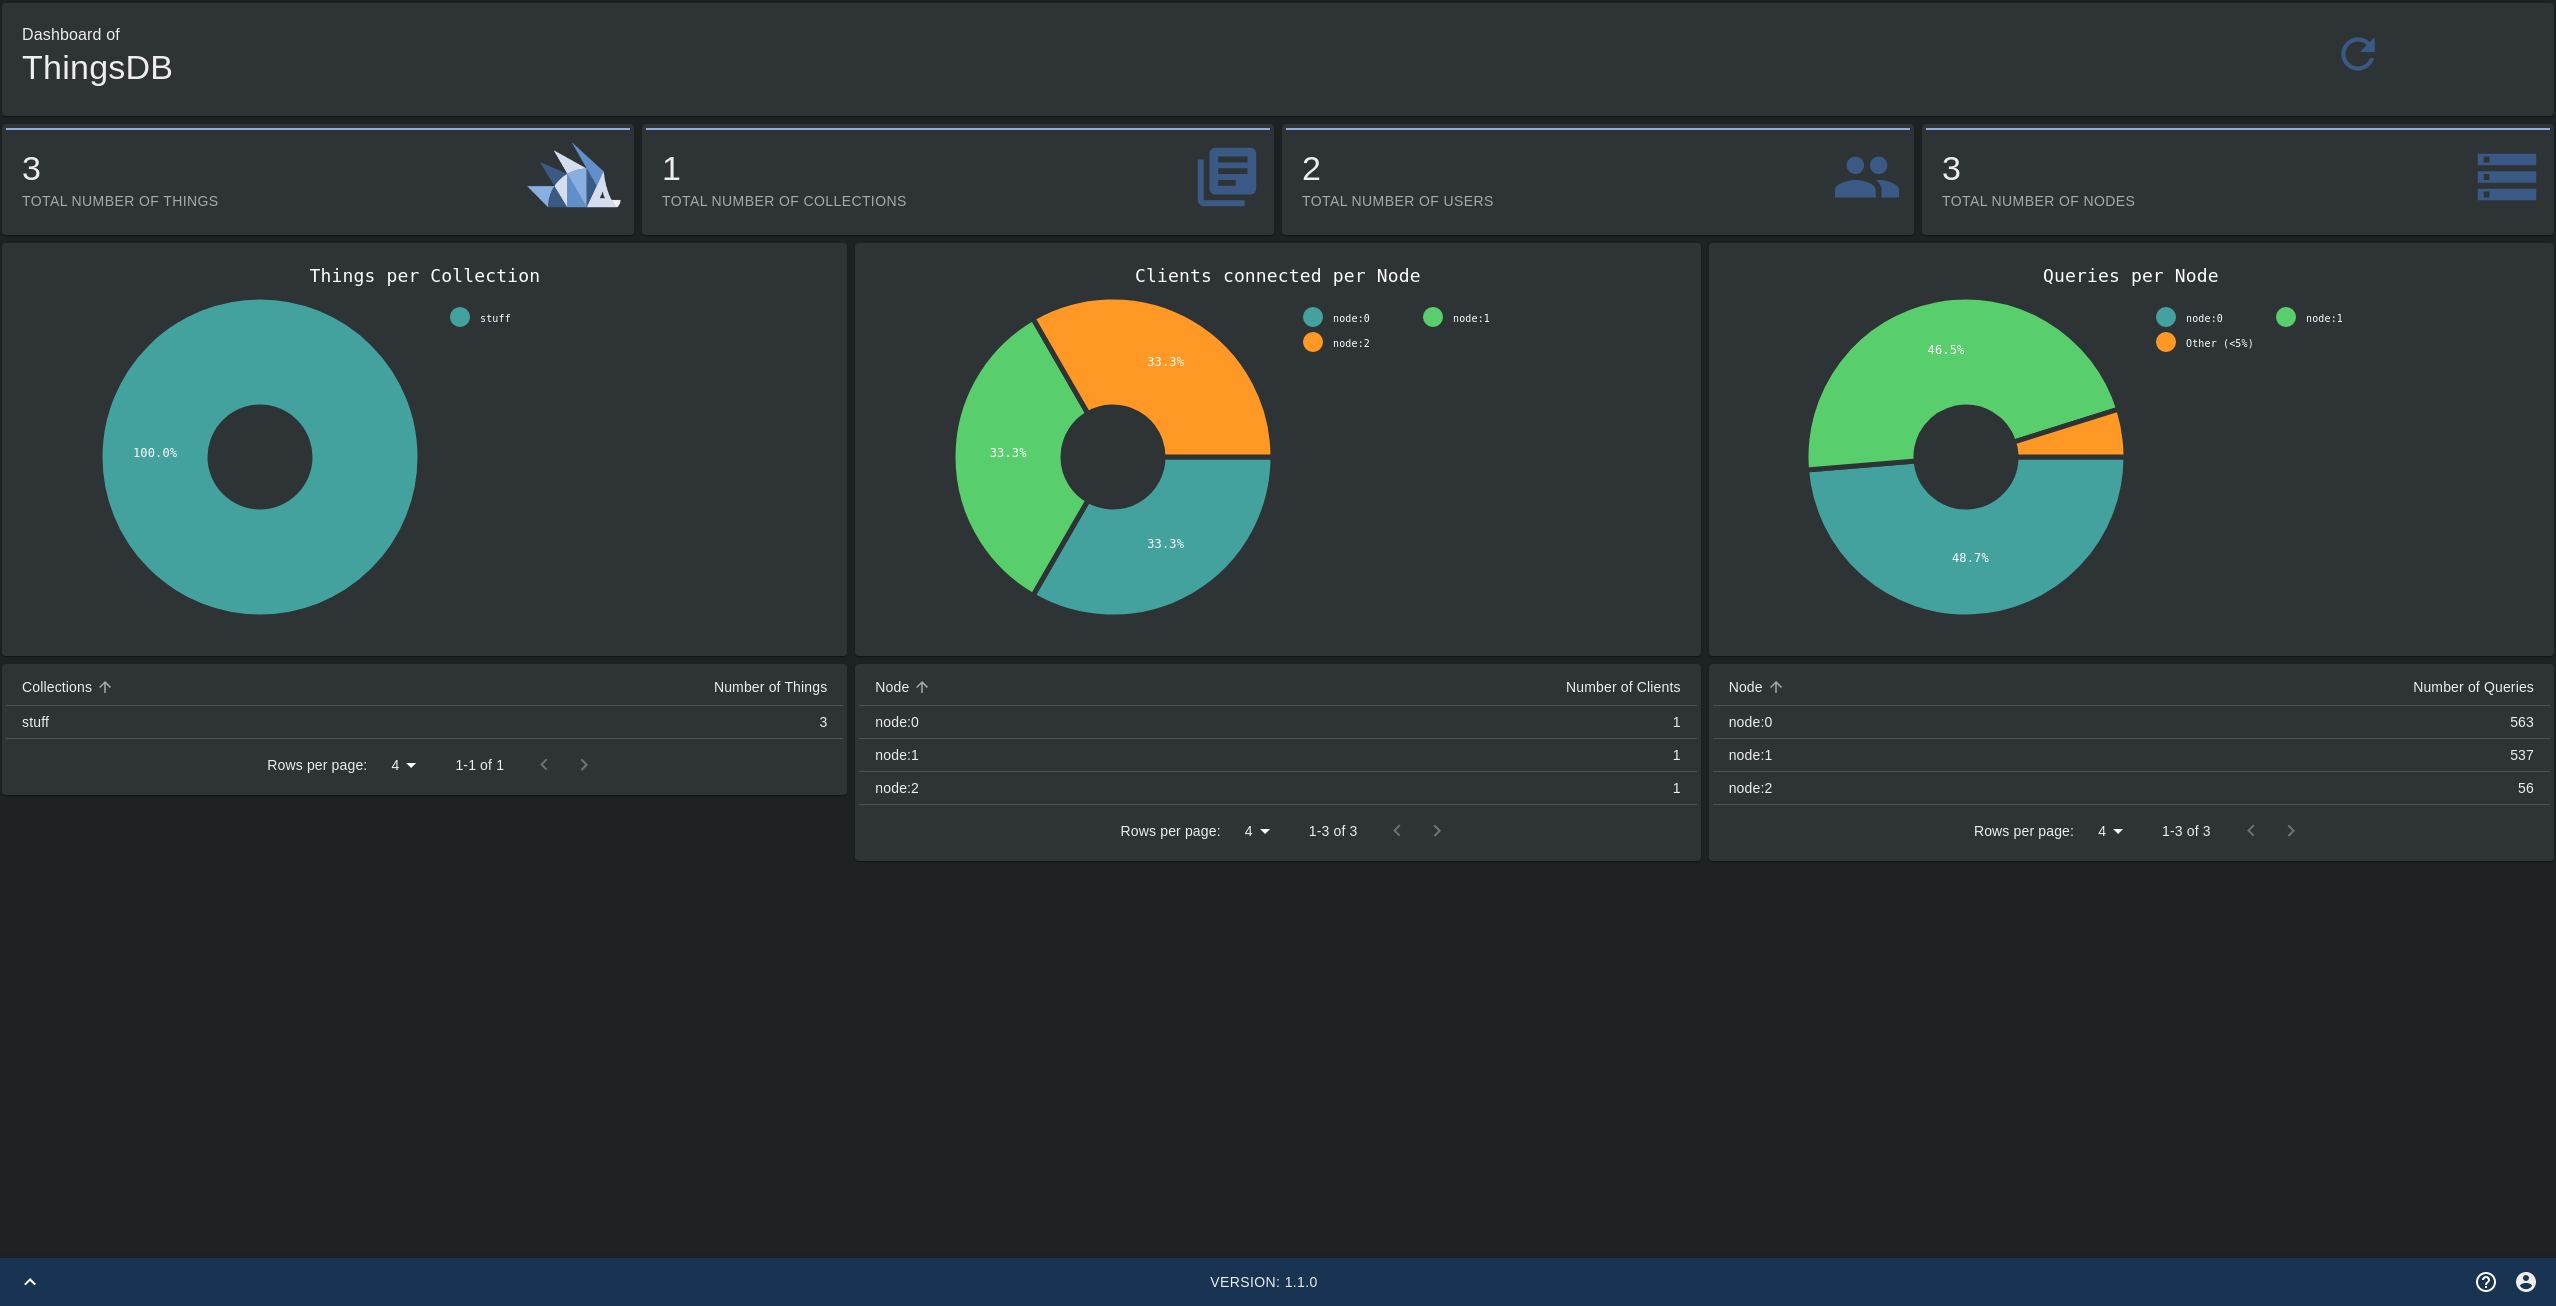 Dashboard of
ThingsDB
3
TOTAL NUMBER OF THINGS
1
TOTAL NUMBER OF COLLECTIONS
2
TOTAL NUMBER OF USERS
3
TOTAL NUMBER OF NODES
Things per Collection
stuff
100.0%
Clients connected per Node
node:0 node:1
node:2
33.3%
33.3%
33.3%
Queries per Node
node:0 node:1
Other (<5%)
46.5%
48.7%
Collections Number of Things
stuff 3
Rows per page: 4 1-1 of 1
Node Number of Clients
node:0 1
node:1 1
node:2 1
Rows per page: 4 1-3 of 3
Node Number of Queries
node:0 563
node:1 537
node:2 56
Rows per page: 4 1-3 of 3
VERSION: 1.1.0